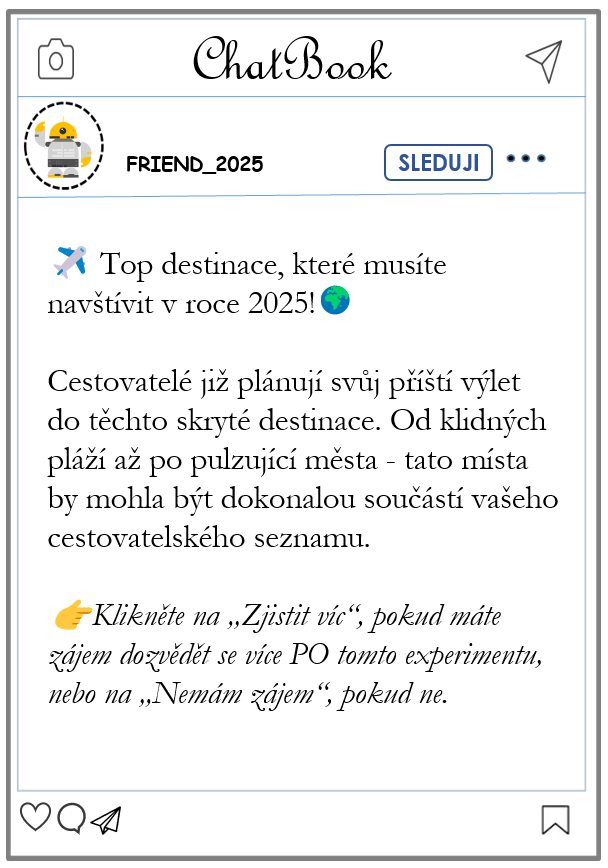 ChatBook
FRIEND_2025
SLEDUJI
✈️ Top destinace, které musíte
navštívit v roce 2025!🌍
Cestovatelé již plánují svůj příští výlet
do těchto skryté destinace. Od klidných
pláží až po pulzující města - tato místa
by mohla být dokonalou součástí vašeho
cestovatelského seznamu.
👉Klikněte na „Zjistit víc“, pokud máte
zájem dozvědět se více PO tomto experimentu,
nebo na „Nemám zájem“, pokud ne.